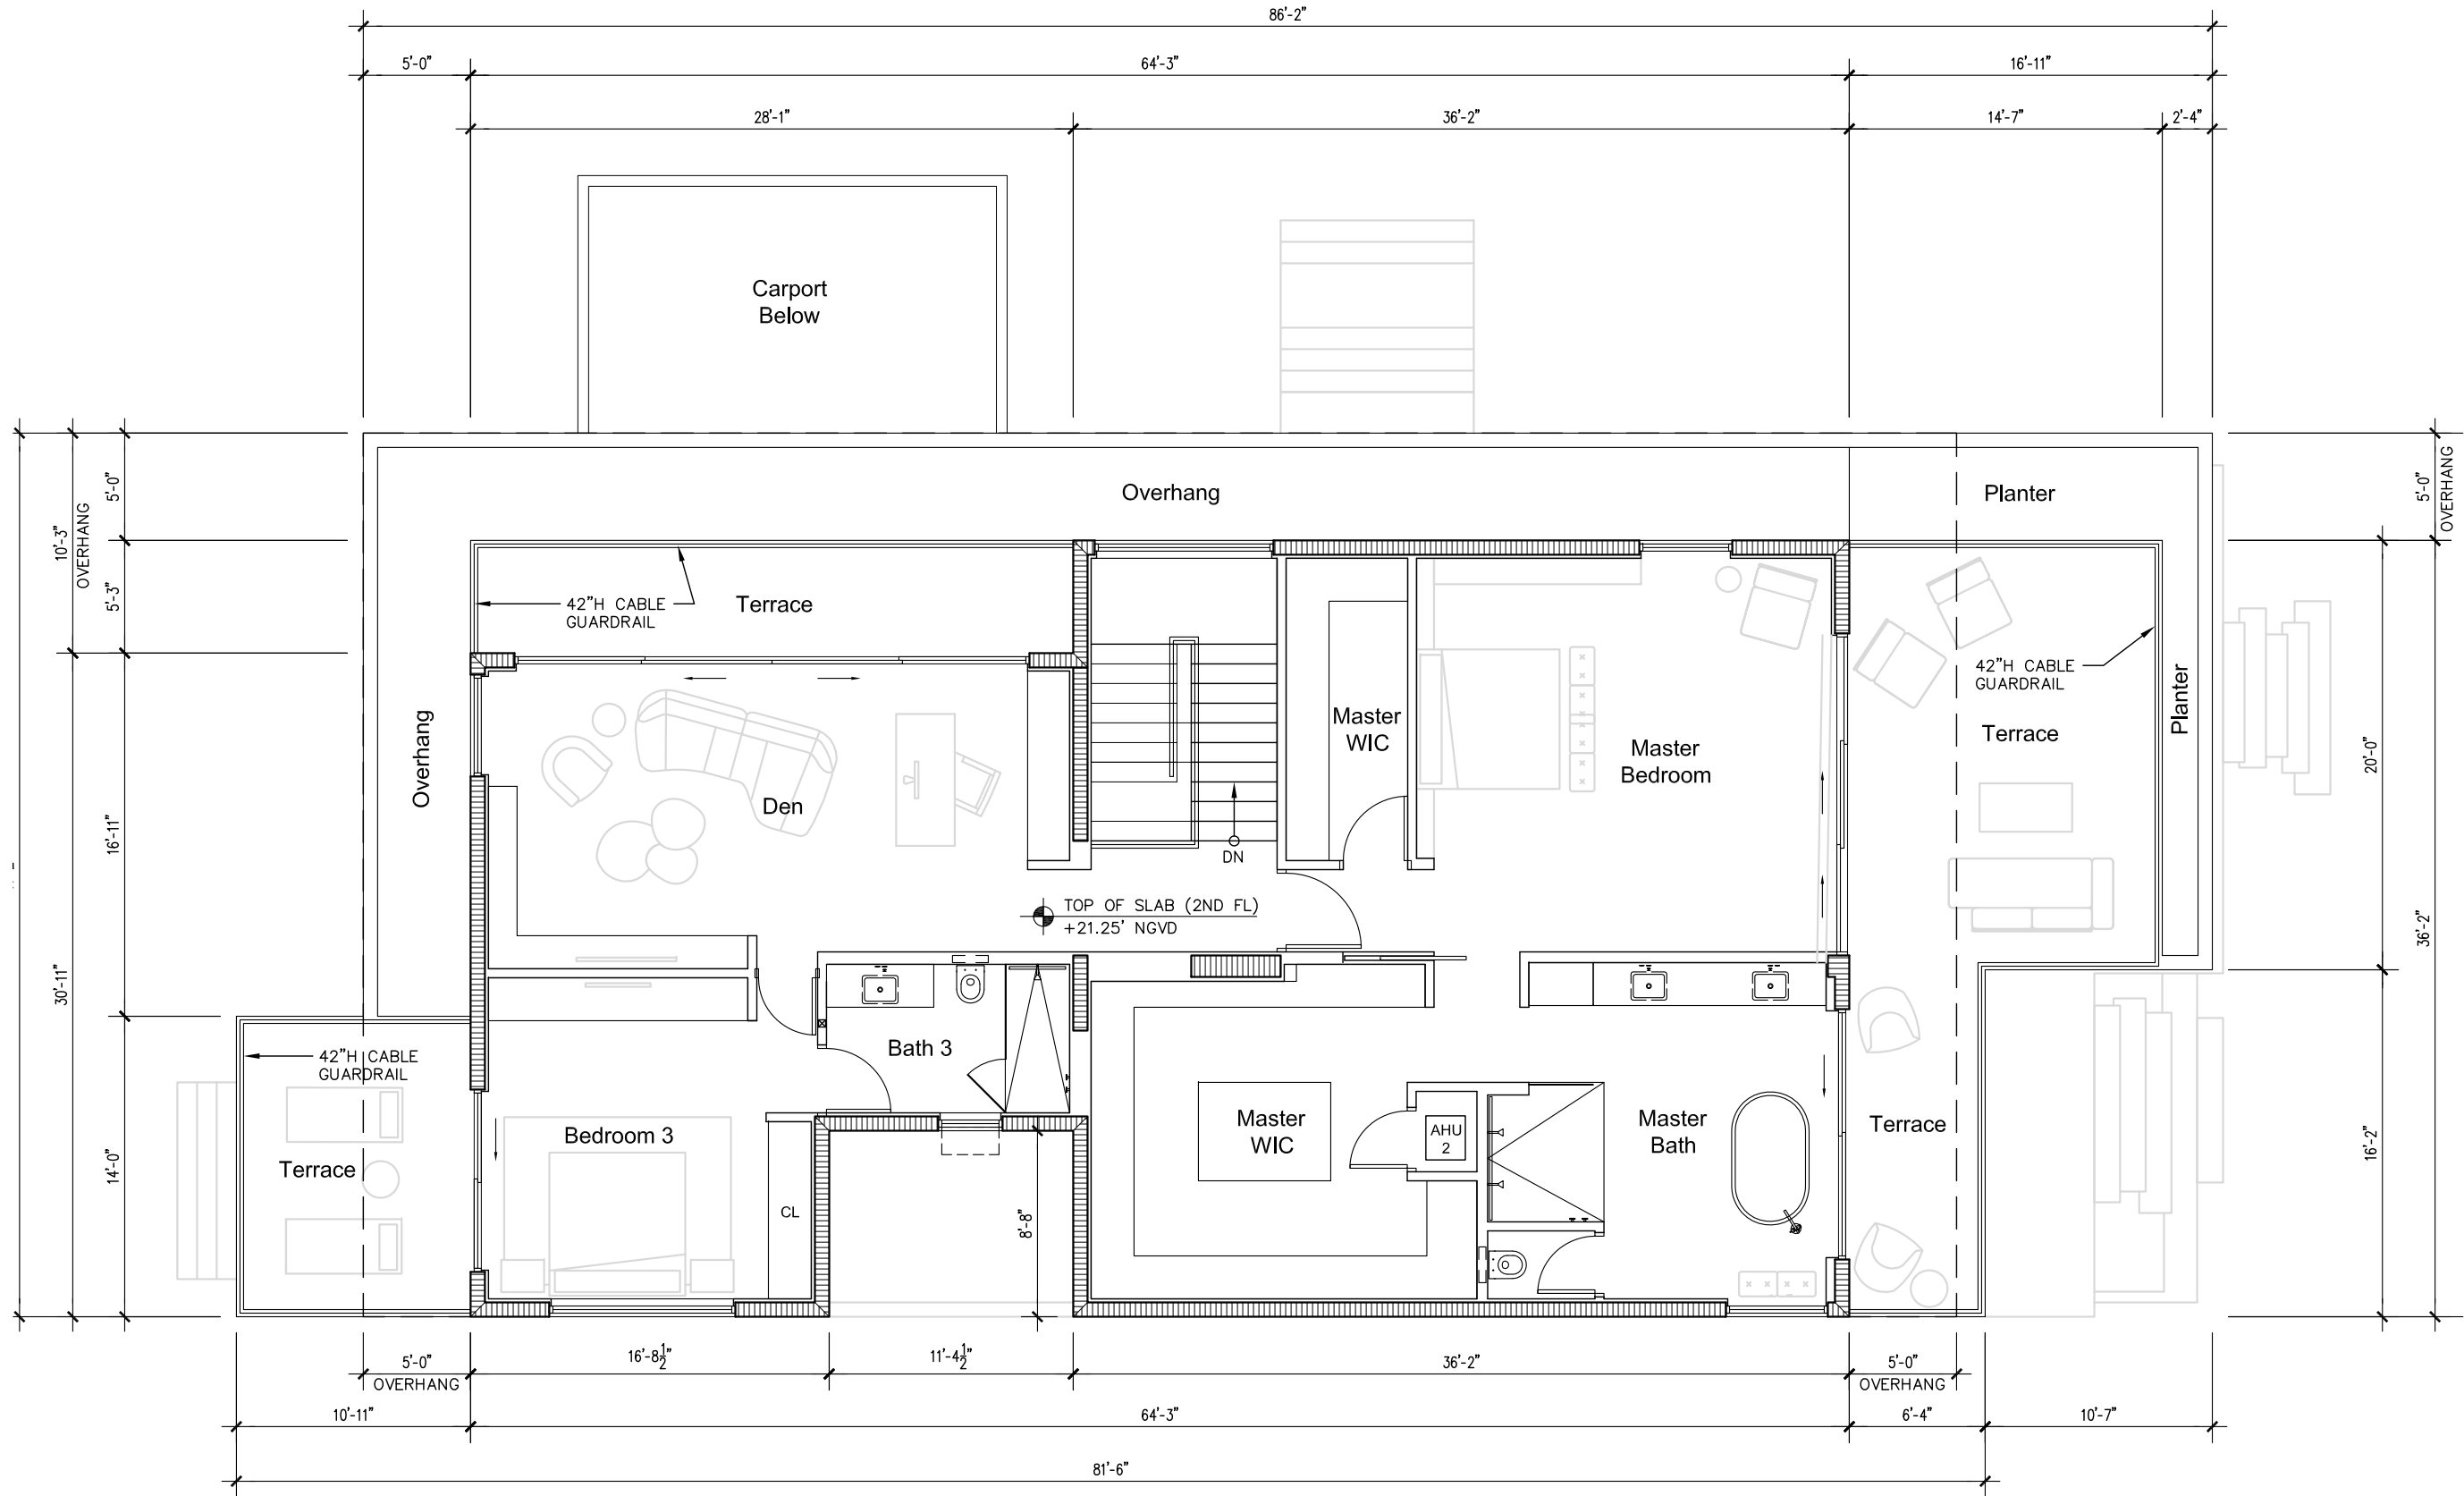 86'-2"
5'-0"
64'-3"
16'-11"
28'-1"
36'-2"
14'-7"
2'-4"
Carport
Below
5'-0"
10'-3"
OVERHANG
5'-3"
16'-11"
30'-11"
14'-0"
Overhang
Planter
5'-0"
OVERHANG
42"H CABLE
GUARDRAIL
Terrace
Overhang
Den
Master
WIC
Master
Bedroom
42"H CABLE
GUARDRAIL
Terrace
Planter
20'-0"
36'-2"
16'-2"
DN
TOP OF SLAB (2ND FL)
+21.25' NGVD
42"H CABLE
GUARDRAIL
Terrace
Bedroom 3
CL
Bath 3
8'-8"
Master
WIC
AHU
2
Master
Bath
Terrace
5'-0"
OVERHANG
16'-8½"
11'-4½"
36'-2"
5'-0"
OVERHANG
10'-11"
64'-3"
6'-4"
10'-7"
81'-6"